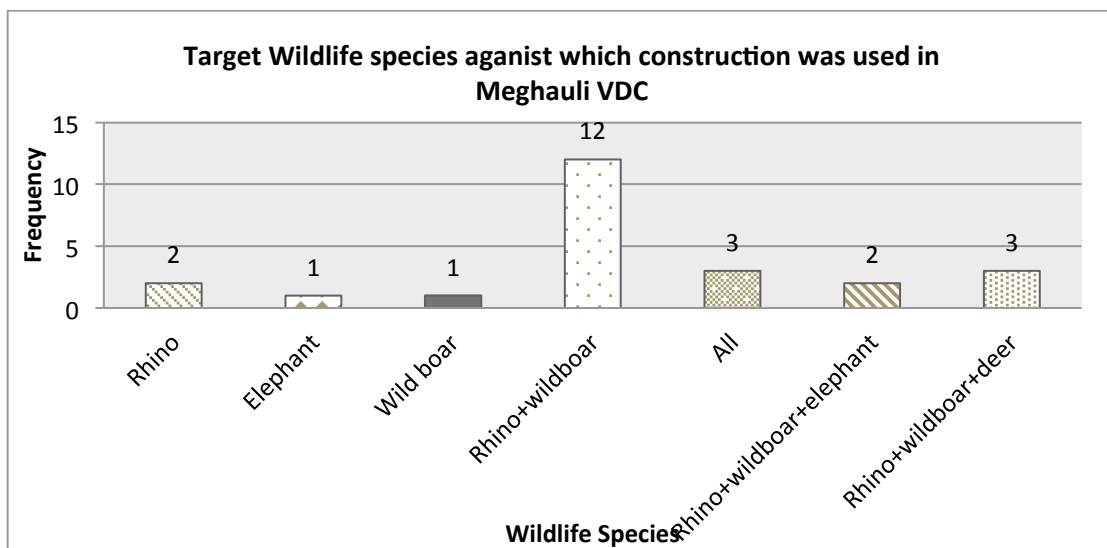 Target Wildlife species aganist which construction was used in
Meghauli VDC
Frequency
15
10
5
0
2
1
1
12
3
2
3
Rhino
Elephant
Wild boar
Rhino+wildboar
All
Rhino+wildboar+elephant
Rhino+wildboar+deer
Wildlife Species